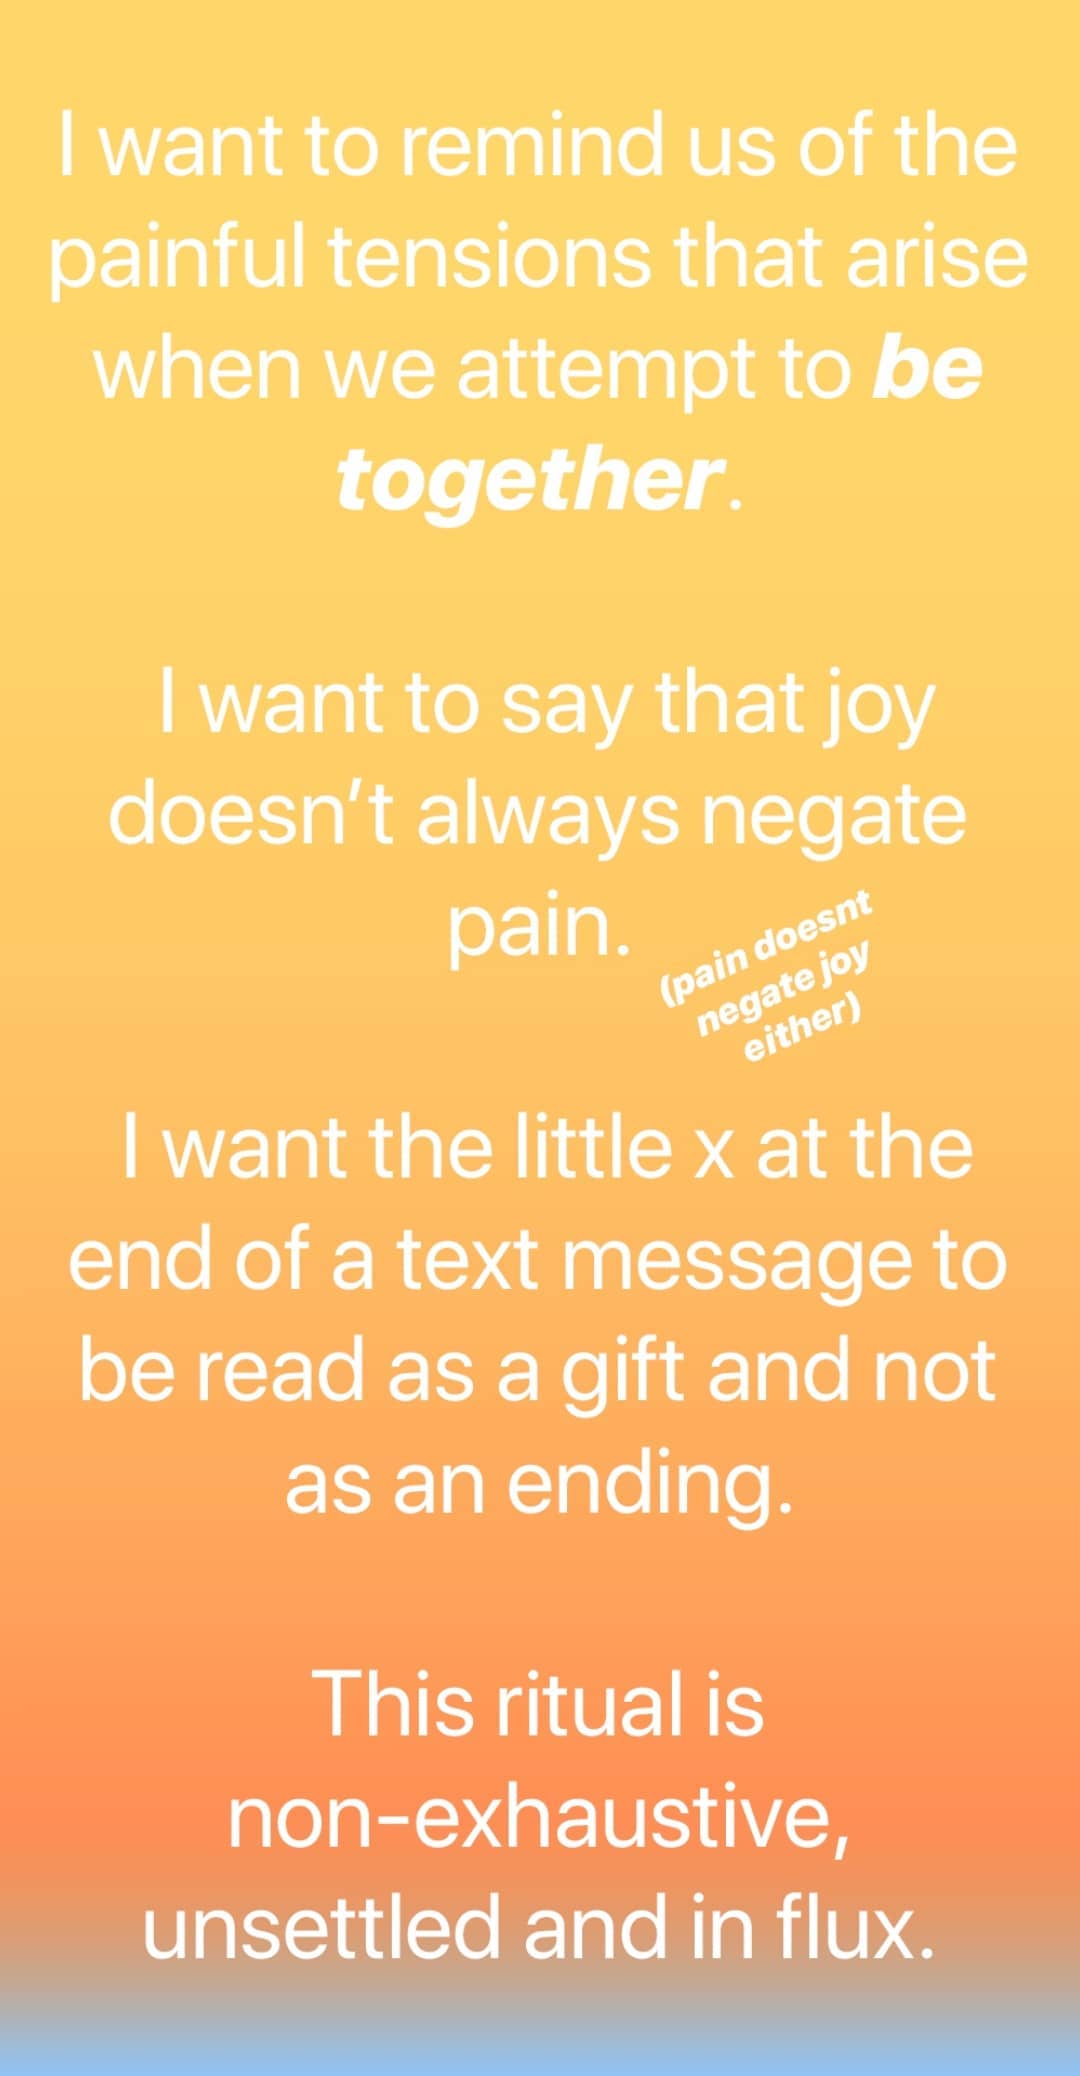 I want to remind us of the
painful tensions that arise
when we attempt to be
together.
I want to say that joy
doesn’t always negate
pain.
(pain doesnt
negate joy
either)
I want the little x at the
end of a text message to
be read as a gift and not
as an ending.
This ritual is
non-exhaustive,
unsettled and in flux.